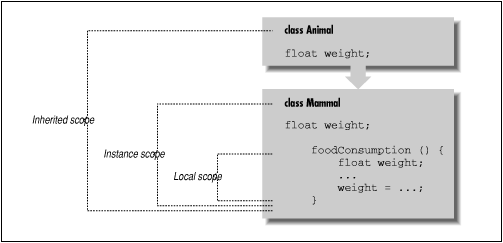 class Animal
float weight;
class Mammal
float weight;
foodConsumption () {
float weight;
...
weight = ...;
}
Inherited scope
Instance scope
Local scope